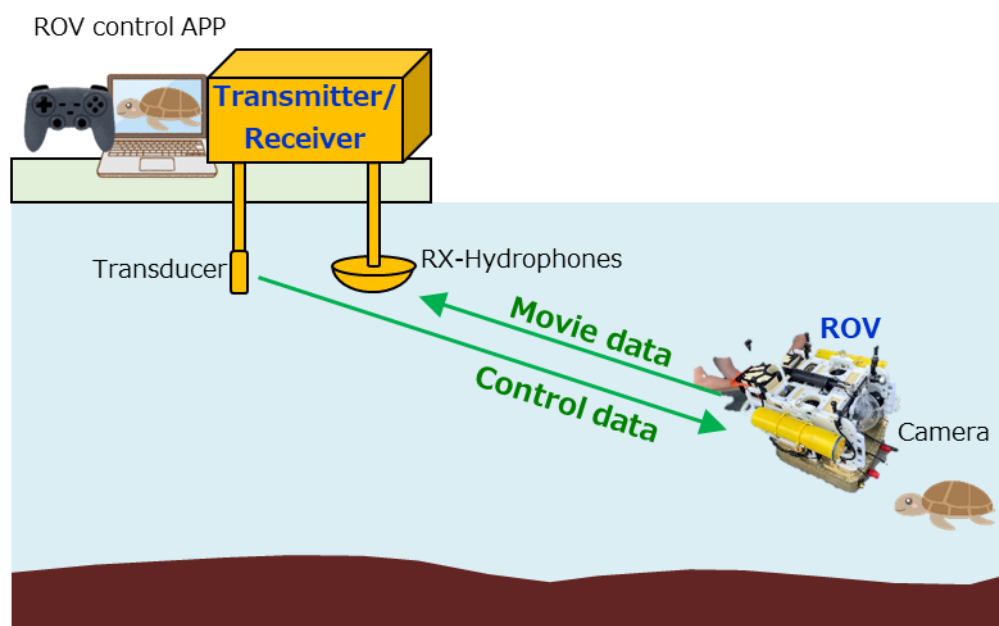 ROV control APP
Transmitter/
Receiver
Transducer
RX-Hydrophones
Movie data
Control data
ROV
Camera